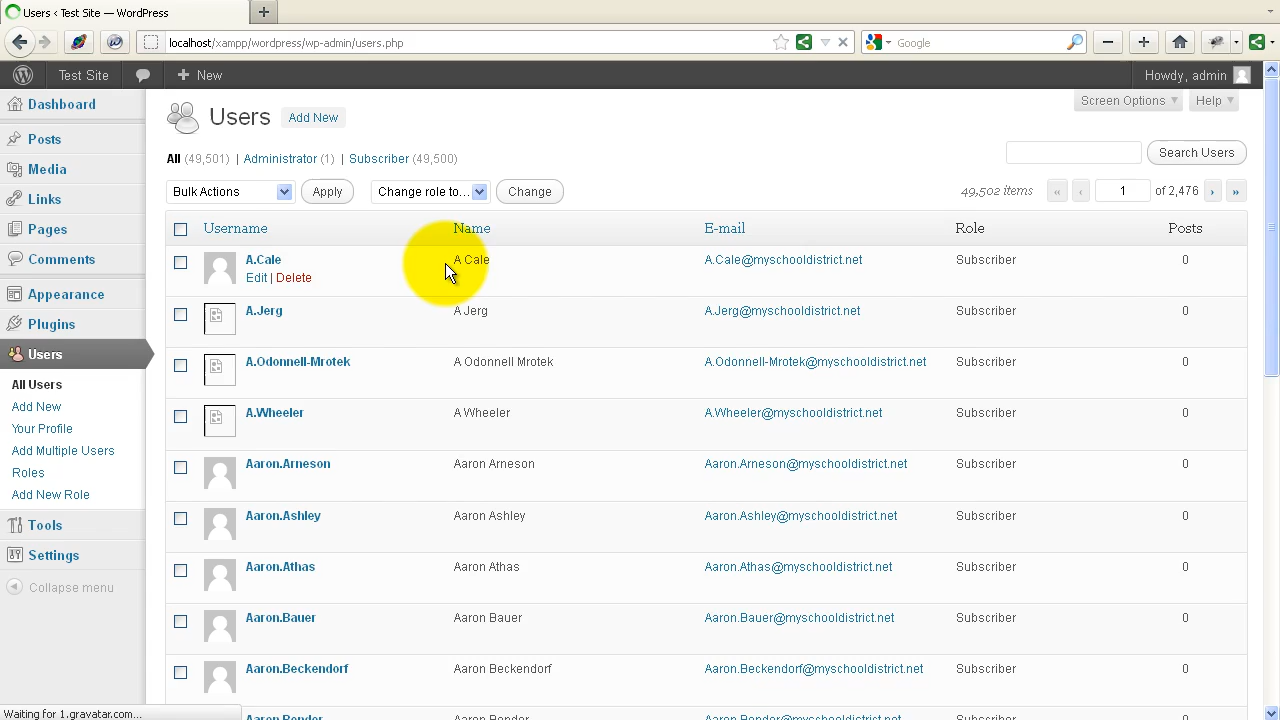 Users ‹ Test Site — WordPress
localhost/xampp/wordpress/wp-admin/users.php
Google
Test Site
New
Howdy, admin
Dashboard
Posts
Media
Links
Pages
Comments
Appearance
Plugins
Users
All Users
Add New
Your Profile
Add Multiple Users
Roles
Add New Role
Tools
Settings
Collapse menu
Screen Options
Help
Users
Add New
All (49,501) | Administrator (1) | Subscriber (49,500)
Search Users
Bulk Actions Apply Change role to... Change 49,502 items « ‹ 1 of 2,476 › »
Username Name E-mail Role Posts
A.Cale A Cale A.Cale@myschooldistrict.net Subscriber 0
Edit | Delete
A.Jerg A Jerg A.Jerg@myschooldistrict.net Subscriber 0
A.Odonnell-Mrotek A Odonnell Mrotek A.Odonnell-Mrotek@myschooldistrict.net Subscriber 0
A.Wheeler A Wheeler A.Wheeler@myschooldistrict.net Subscriber 0
Aaron.Arneson Aaron Arneson Aaron.Arneson@myschooldistrict.net Subscriber 0
Aaron.Ashley Aaron Ashley Aaron.Ashley@myschooldistrict.net Subscriber 0
Aaron.Athas Aaron Athas Aaron.Athas@myschooldistrict.net Subscriber 0
Aaron.Bauer Aaron Bauer Aaron.Bauer@myschooldistrict.net Subscriber 0
Aaron.Beckendorf Aaron Beckendorf Aaron.Beckendorf@myschooldistrict.net Subscriber 0
Waiting for 1.gravatar.com...